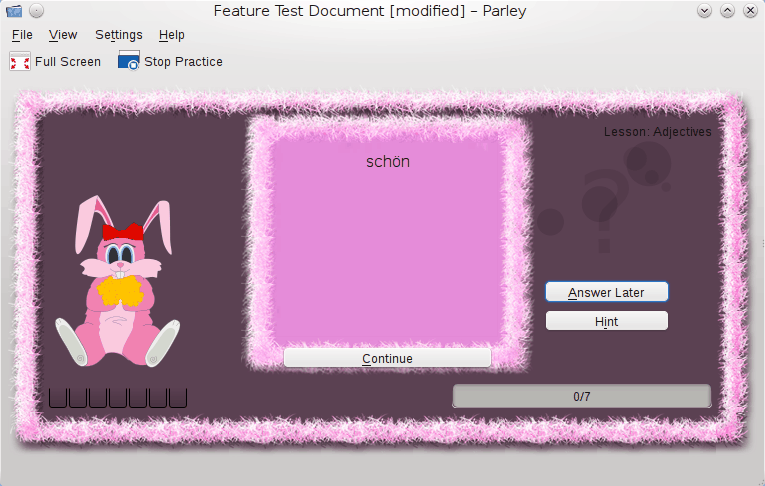 Feature Test Document [modified] – Parley
File View Settings Help
Full Screen Stop Practice
Lesson: Adjectives
schön
?
Answer Later
Hint
Continue
0/7